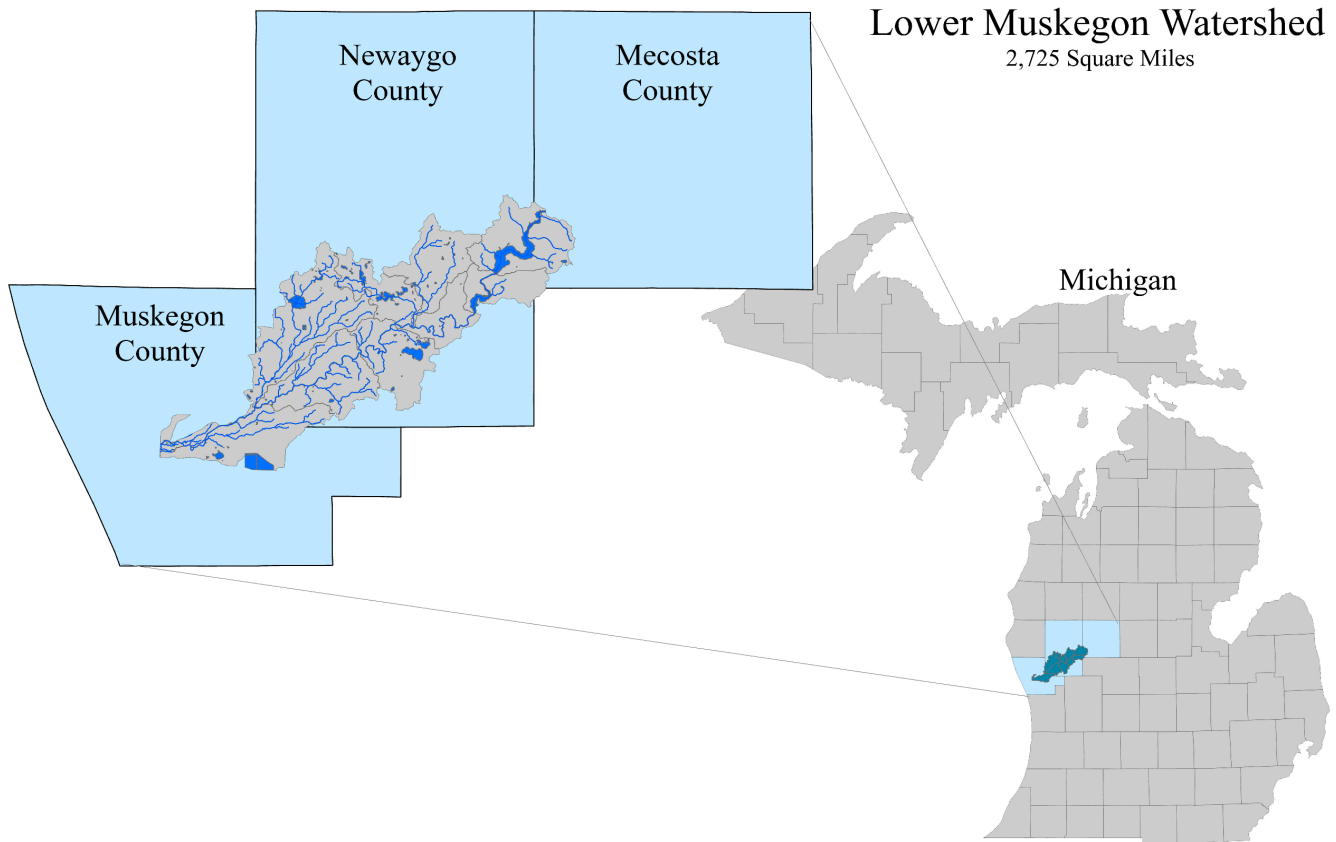 Lower Muskegon Watershed
2,725 Square Miles
Newaygo
County
Mecosta
County
Michigan
Muskegon
County